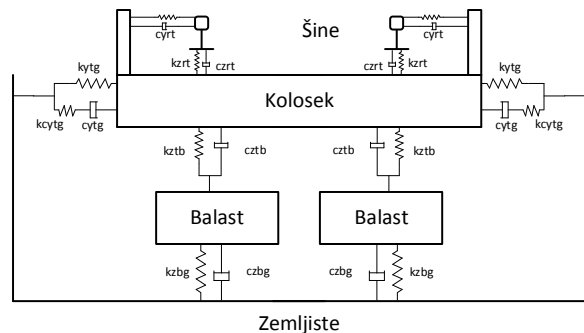 Šine
cyrt
cyrt
kzrt
czrt
czrt
kzrt
kytg
kytg
Kolosek
kcytg
cytg
cytg
kcytg
kztb
cztb
cztb
kztb
Balast
Balast
kzbg
czbg
czbg
kzbg
Zemljiste